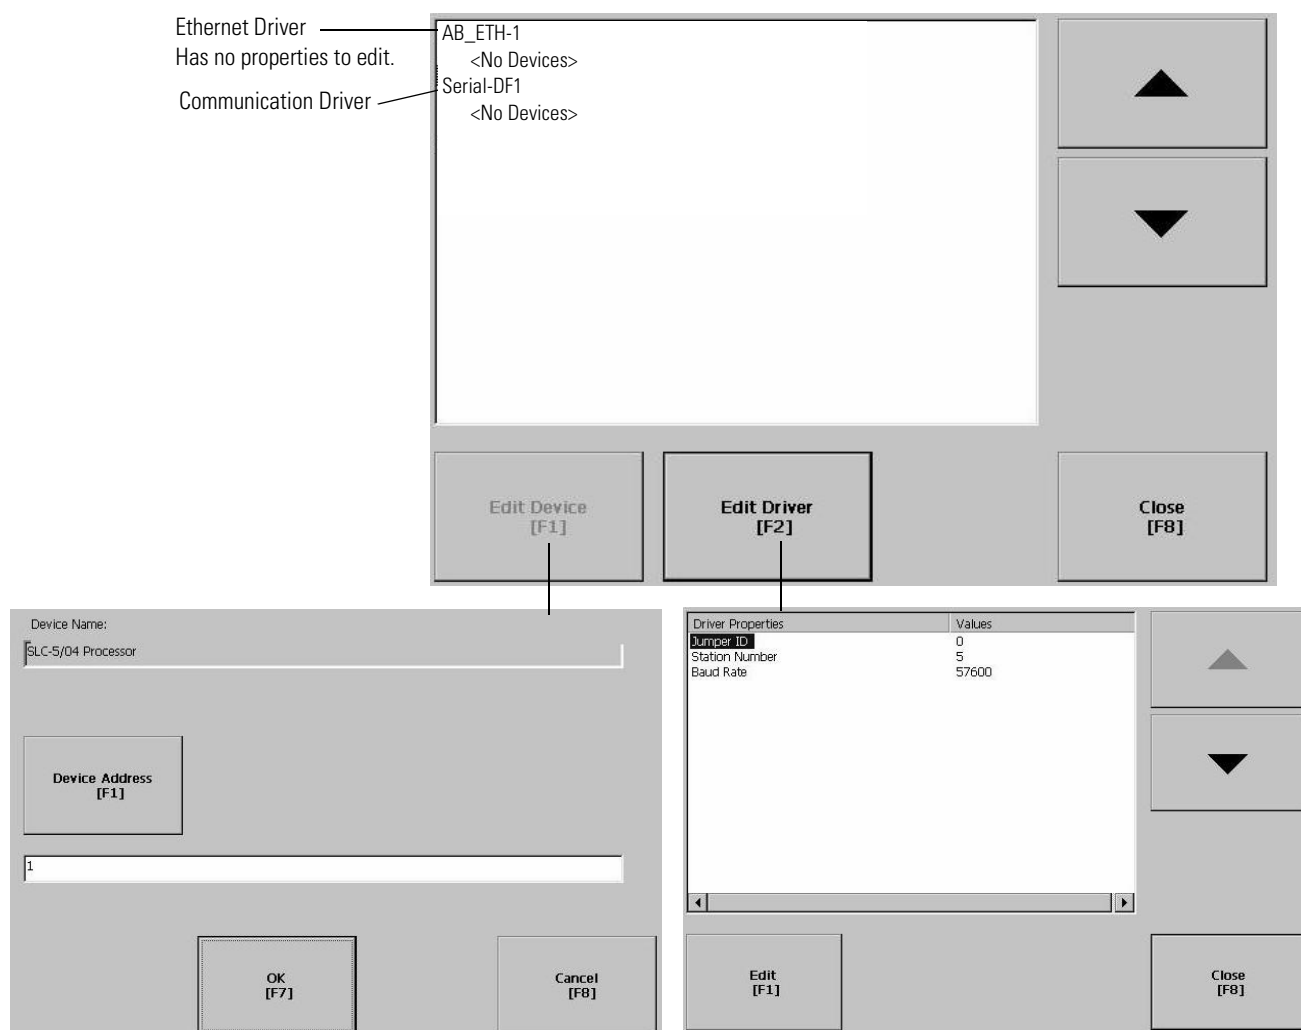 Ethernet Driver
Has no properties to edit.
Communication Driver
AB_ETH-1
<No Devices>
Serial-DF1
<No Devices>
Edit Device
[F1]
Edit Driver
[F2]
Close
[F8]
Device Name:
SLC-5/04 Processor
Device Address
[F1]
1
OK
[F7]
Cancel
[F8]
Driver Properties Values
Jumper ID 0
Station Number 5
Baud Rate 57600
Edit
[F1]
Close
[F8]